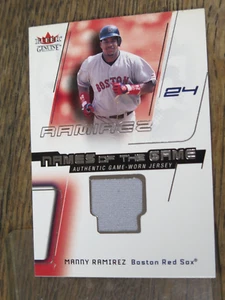 Fleer
GENUINE
BOSTON
24
RAMIREZ
NAMES OF THE GAME
AUTHENTIC GAME-WORN JERSEY
MANNY RAMIREZ Boston Red Sox®